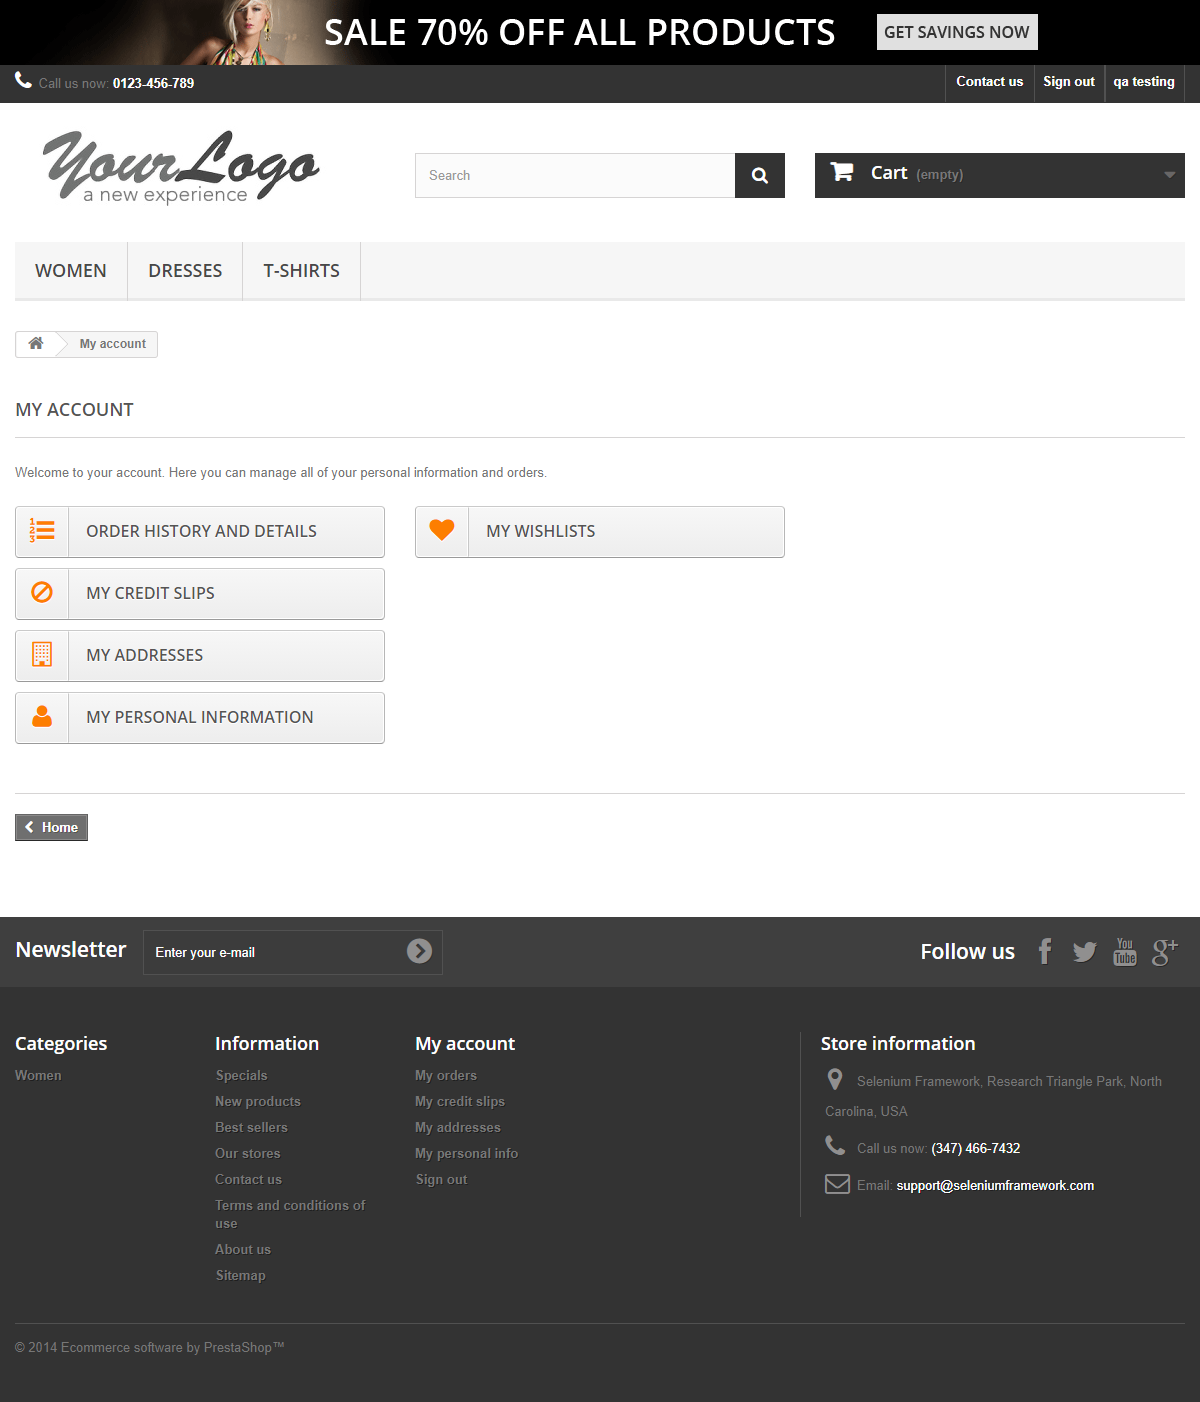 SALE 70% OFF ALL PRODUCTS
GET SAVINGS NOW
Call us now: 0123-456-789
Contact us
Sign out
qa testing
YourLogo
a new experience
Search
Cart (empty)
WOMEN
DRESSES
T-SHIRTS
My account
MY ACCOUNT
Welcome to your account. Here you can manage all of your personal information and orders.
ORDER HISTORY AND DETAILS
MY CREDIT SLIPS
MY ADDRESSES
MY PERSONAL INFORMATION
MY WISHLISTS
Home
Newsletter
Enter your e-mail
Follow us
You
Tube
g+
Categories
Women
Information
Specials
New products
Best sellers
Our stores
Contact us
Terms and conditions of
use
About us
Sitemap
My account
My orders
My credit slips
My addresses
My personal info
Sign out
Store information
Selenium Framework, Research Triangle Park, North
Carolina, USA
Call us now: (347) 466-7432
Email: support@seleniumframework.com
© 2014 Ecommerce software by PrestaShop™